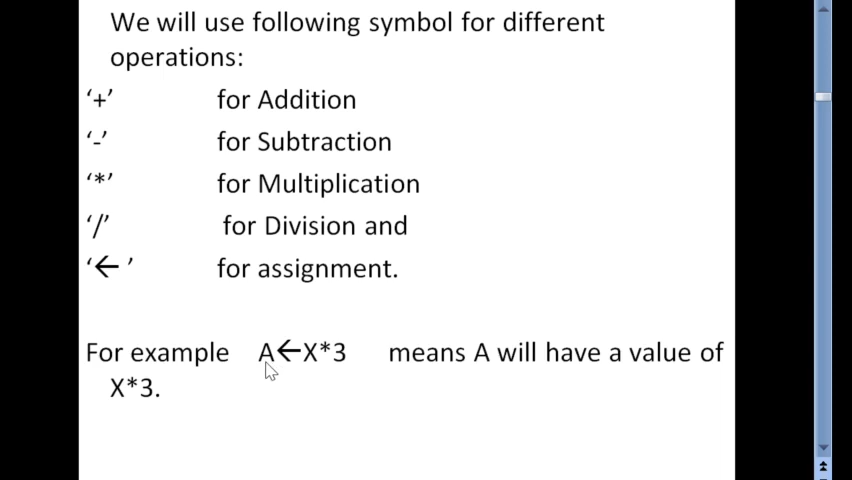 We will use following symbol for different
operations:
‘+’ for Addition
‘-’ for Subtraction
‘*’ for Multiplication
‘/’ for Division and
‘← ’ for assignment.
For example A←X*3 means A will have a value of
X*3.